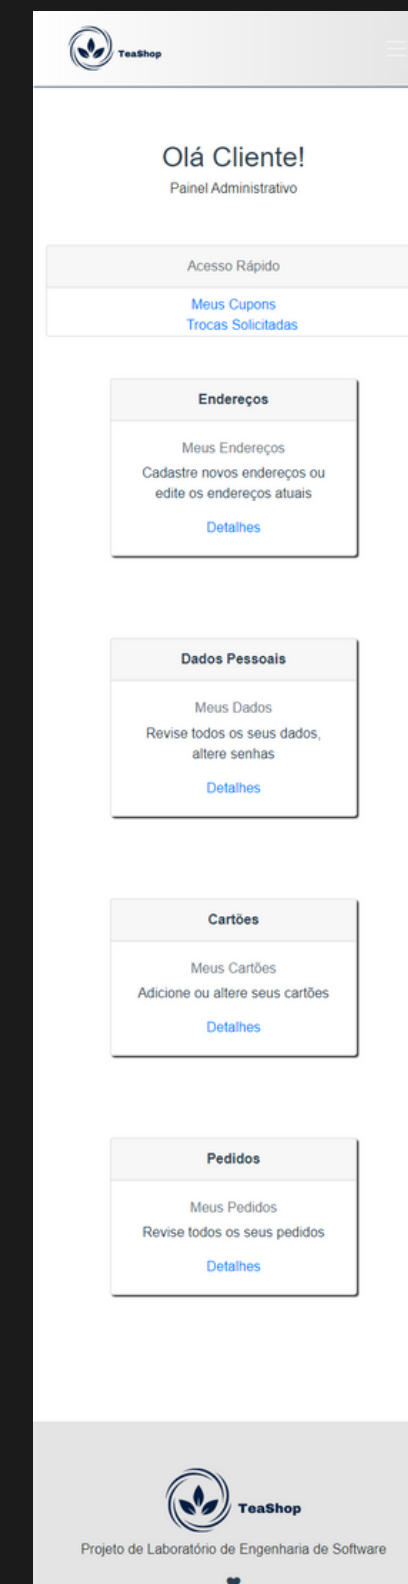 TeaShop
Olá Cliente!
Painel Administrativo
Acesso Rápido
Meus Cupons
Trocas Solicitadas
Endereços
Meus Endereços
Cadastre novos endereços ou
edite os endereços atuais
Detalhes
Dados Pessoais
Meus Dados
Revise todos os seus dados,
altere senhas
Detalhes
Cartões
Meus Cartões
Adicione ou altere seus cartões
Detalhes
Pedidos
Meus Pedidos
Revise todos os seus pedidos
Detalhes
TeaShop
Projeto de Laboratório de Engenharia de Software